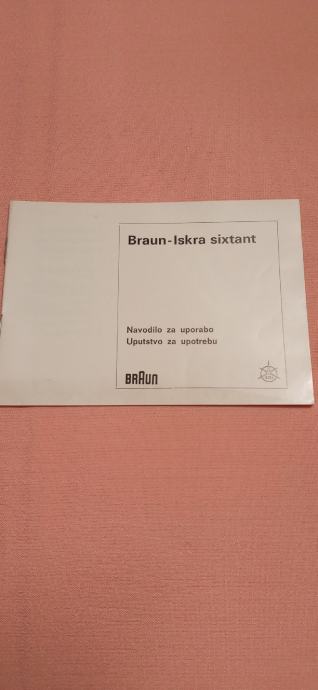 Braun-Iskra sixtant
Navodilo za uporabo
Uputstvo za upotrebu
BRAUN